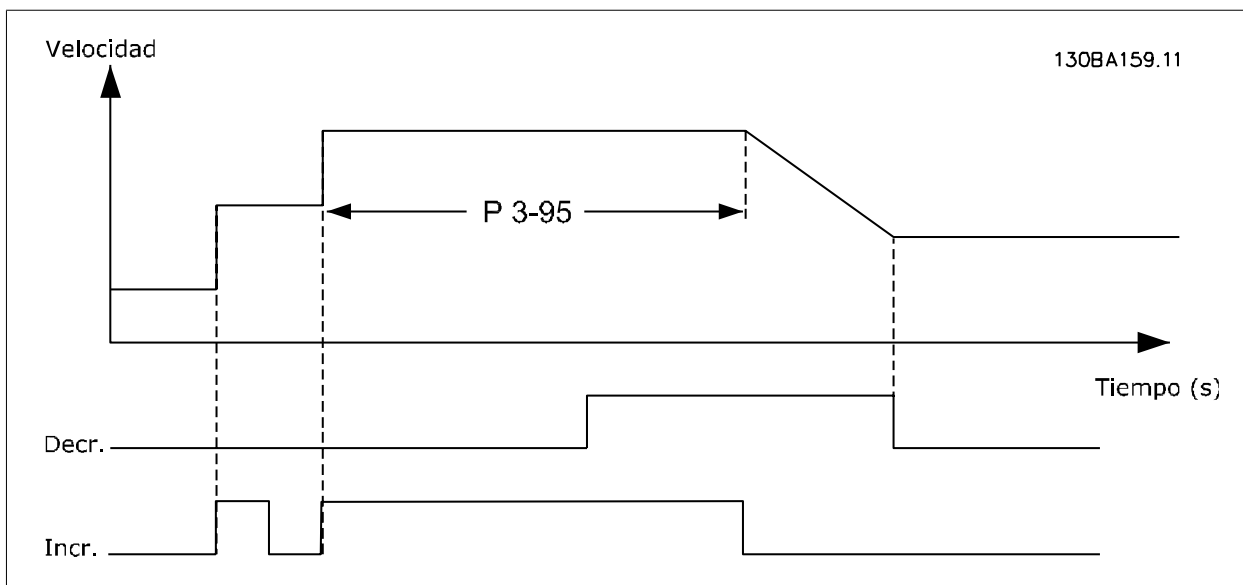 Velocidad
130BA159.11
P 3-95
Tiempo (s)
Decr.
Incr.